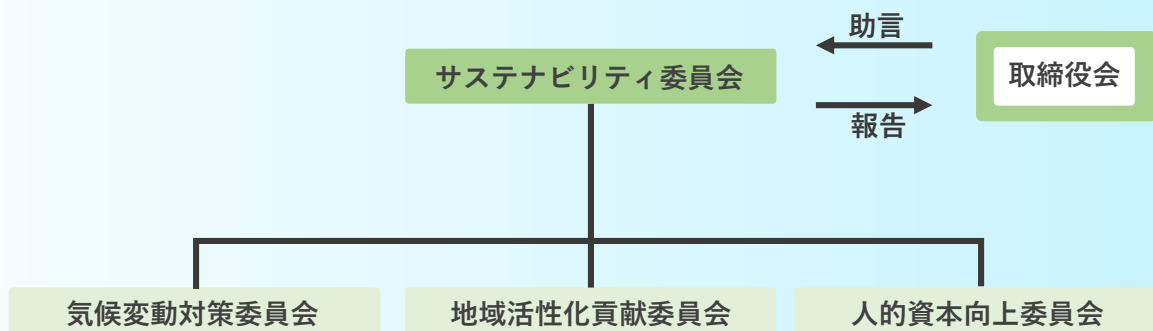 助言
サステナビリティ委員会
取締役会
報告
気候変動対策委員会
地域活性化貢献委員会
人的資本向上委員会